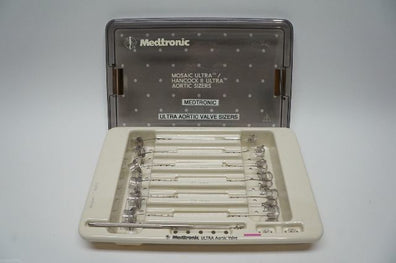 Medtronic
MOSAIC ULTRA™ /
HANCOCK II ULTRA™
AORTIC SIZERS
MEDTRONIC
ULTRA AORTIC VALVE SIZERS
Medtronic ULTRA Aortic Valve